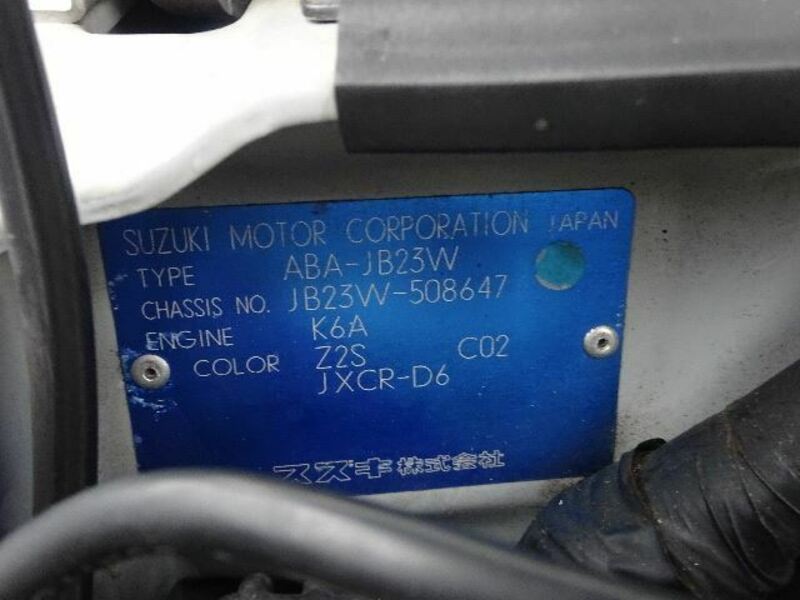 SUZUKI MOTOR CORPORATION JAPAN
TYPE ABA-JB23W
CHASSIS NO. JB23W-508647
ENGINE K6A
COLOR Z2S C02
JXCR-D6
スズキ株式会社